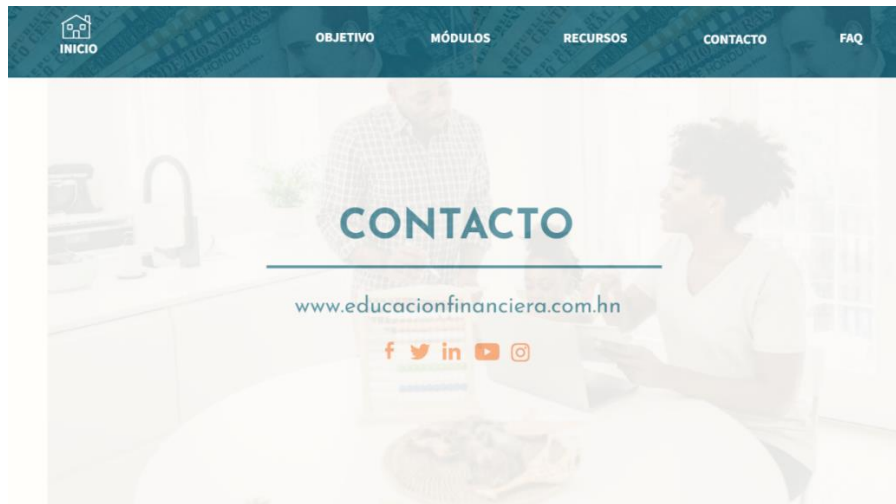 INICIO
OBJETIVO
MÓDULOS
RECURSOS
CONTACTO
FAQ
CONTACTO
www.educacionfinanciera.com.hn